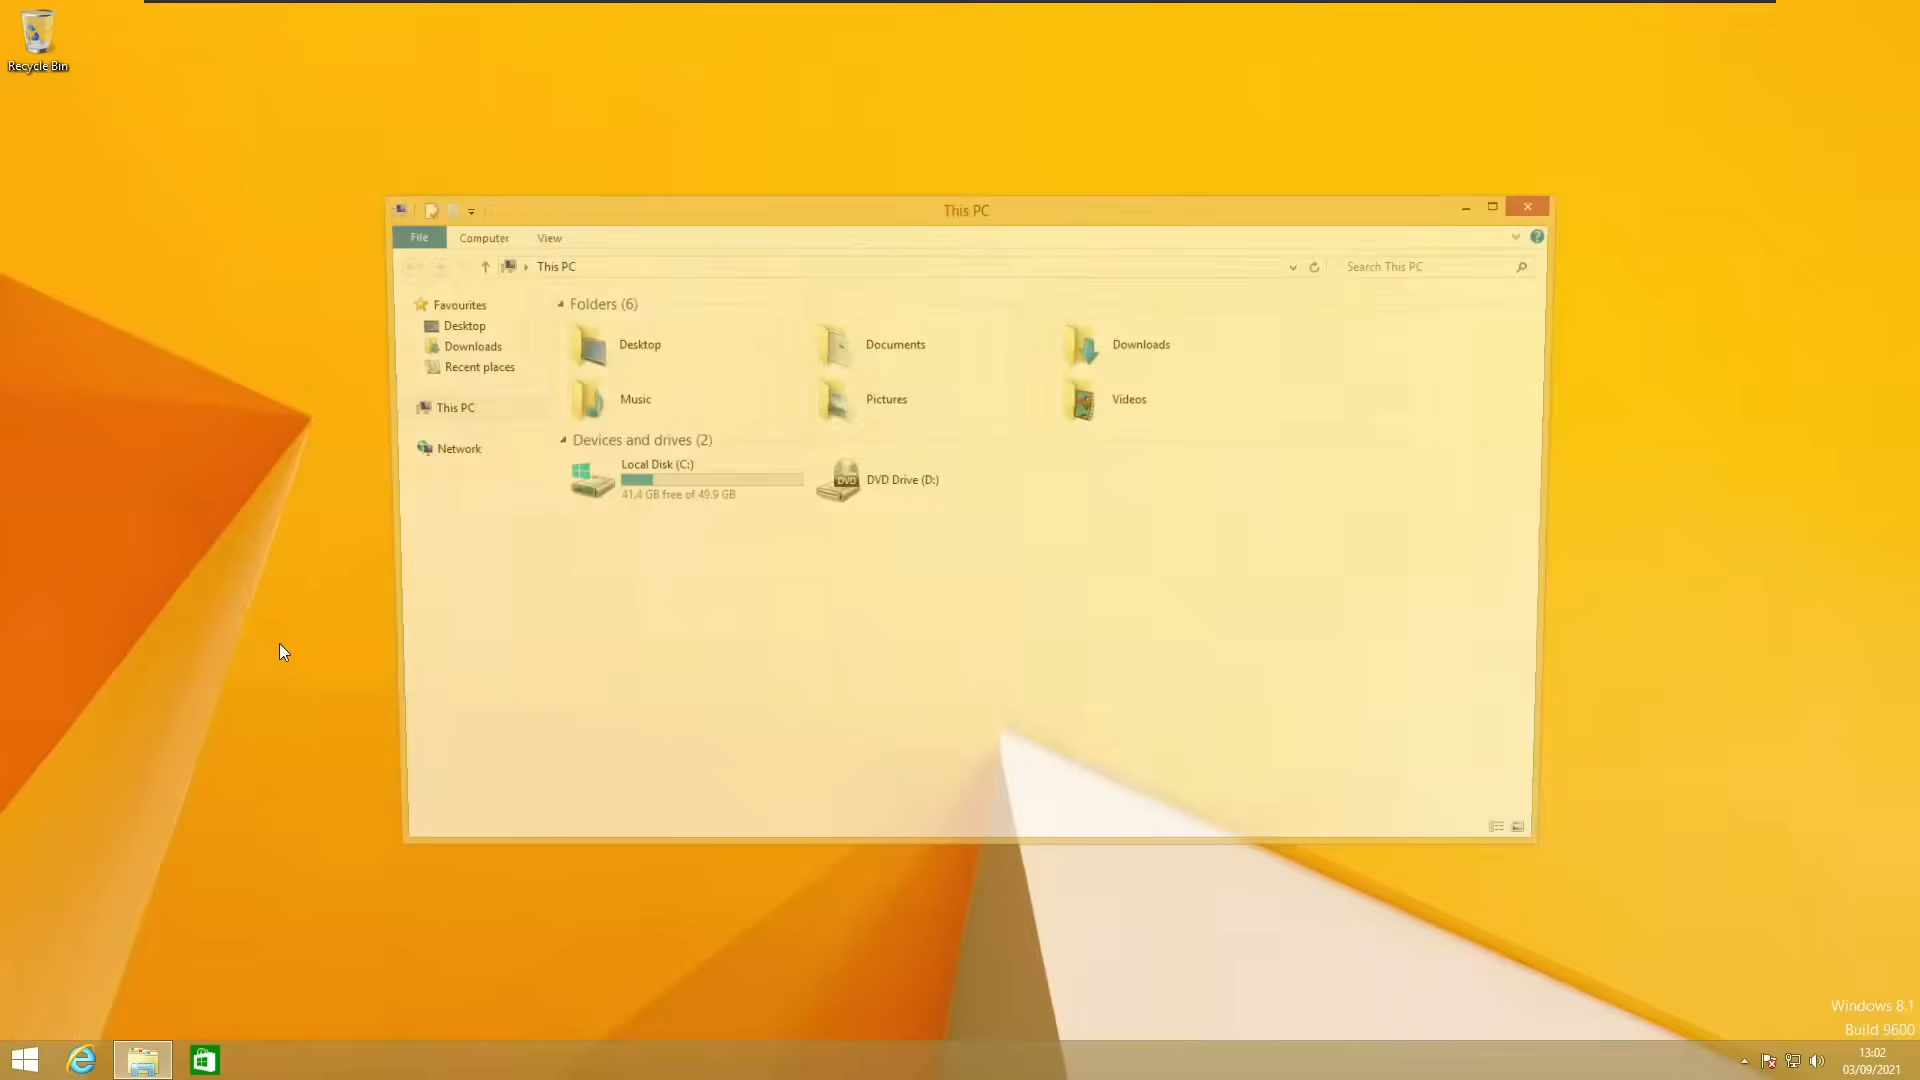 Recycle Bin
This PC
File
Computer
View
This PC
Search This PC
Favourites
Desktop
Downloads
Recent places
This PC
Network
Folders (6)
Desktop
Documents
Downloads
Music
Pictures
Videos
Devices and drives (2)
Local Disk (C:)
41.4 GB free of 49.9 GB
DVD
DVD Drive (D:)
Windows 8.1
Build 9600
13:02
03/09/2021